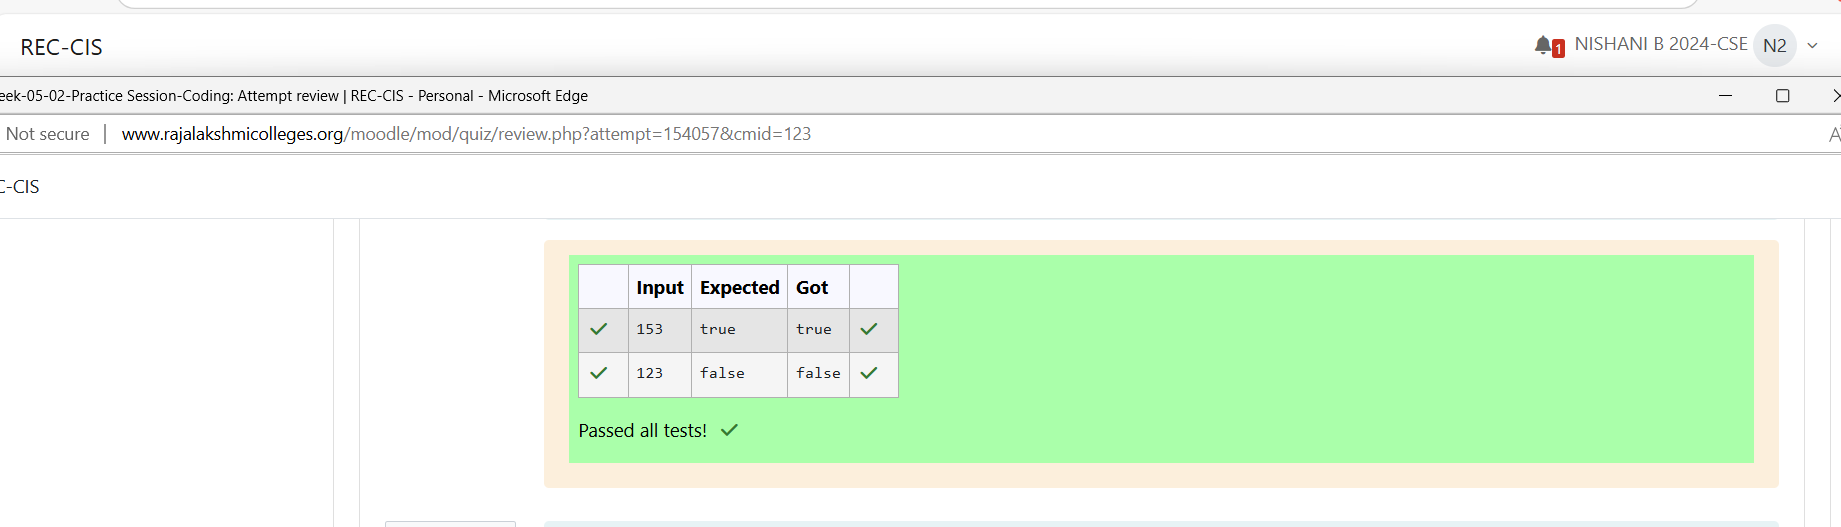 REC-CIS
1
NISHANI B 2024-CSE N2
eek-05-02-Practice Session-Coding: Attempt review | REC-CIS - Personal - Microsoft Edge
Not secure www.rajalakshmicolleges.org/moodle/mod/quiz/review.php?attempt=154057&cmid=123
C-CIS
Input Expected Got
153 true true
123 false false
Passed all tests!